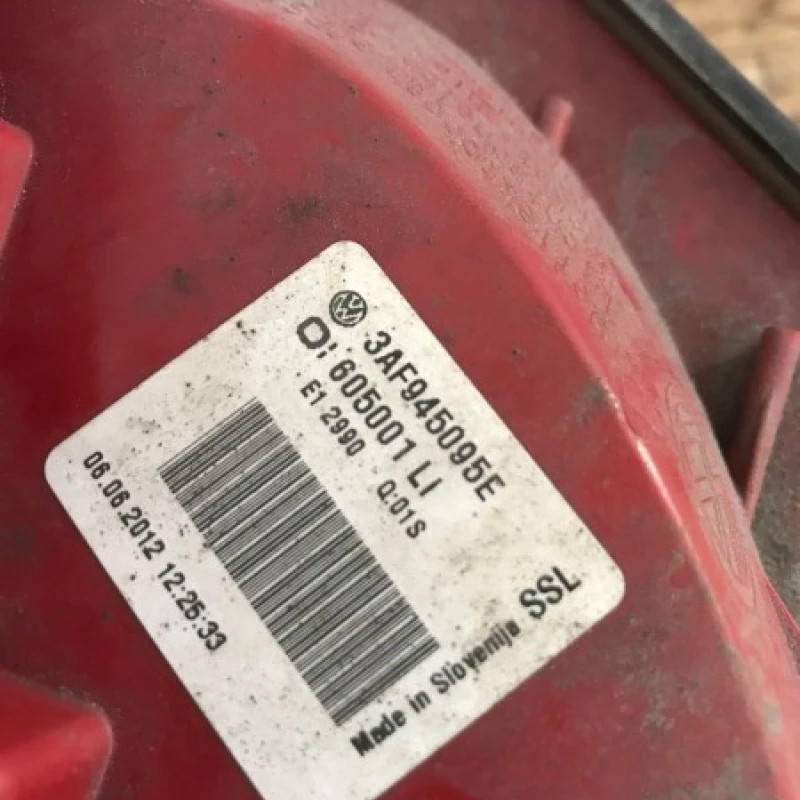 3AF945095E
D: 605001 LI
E1 2990 Q:01S
06.06.2012 12:25:33
Made in Slovenija SSL